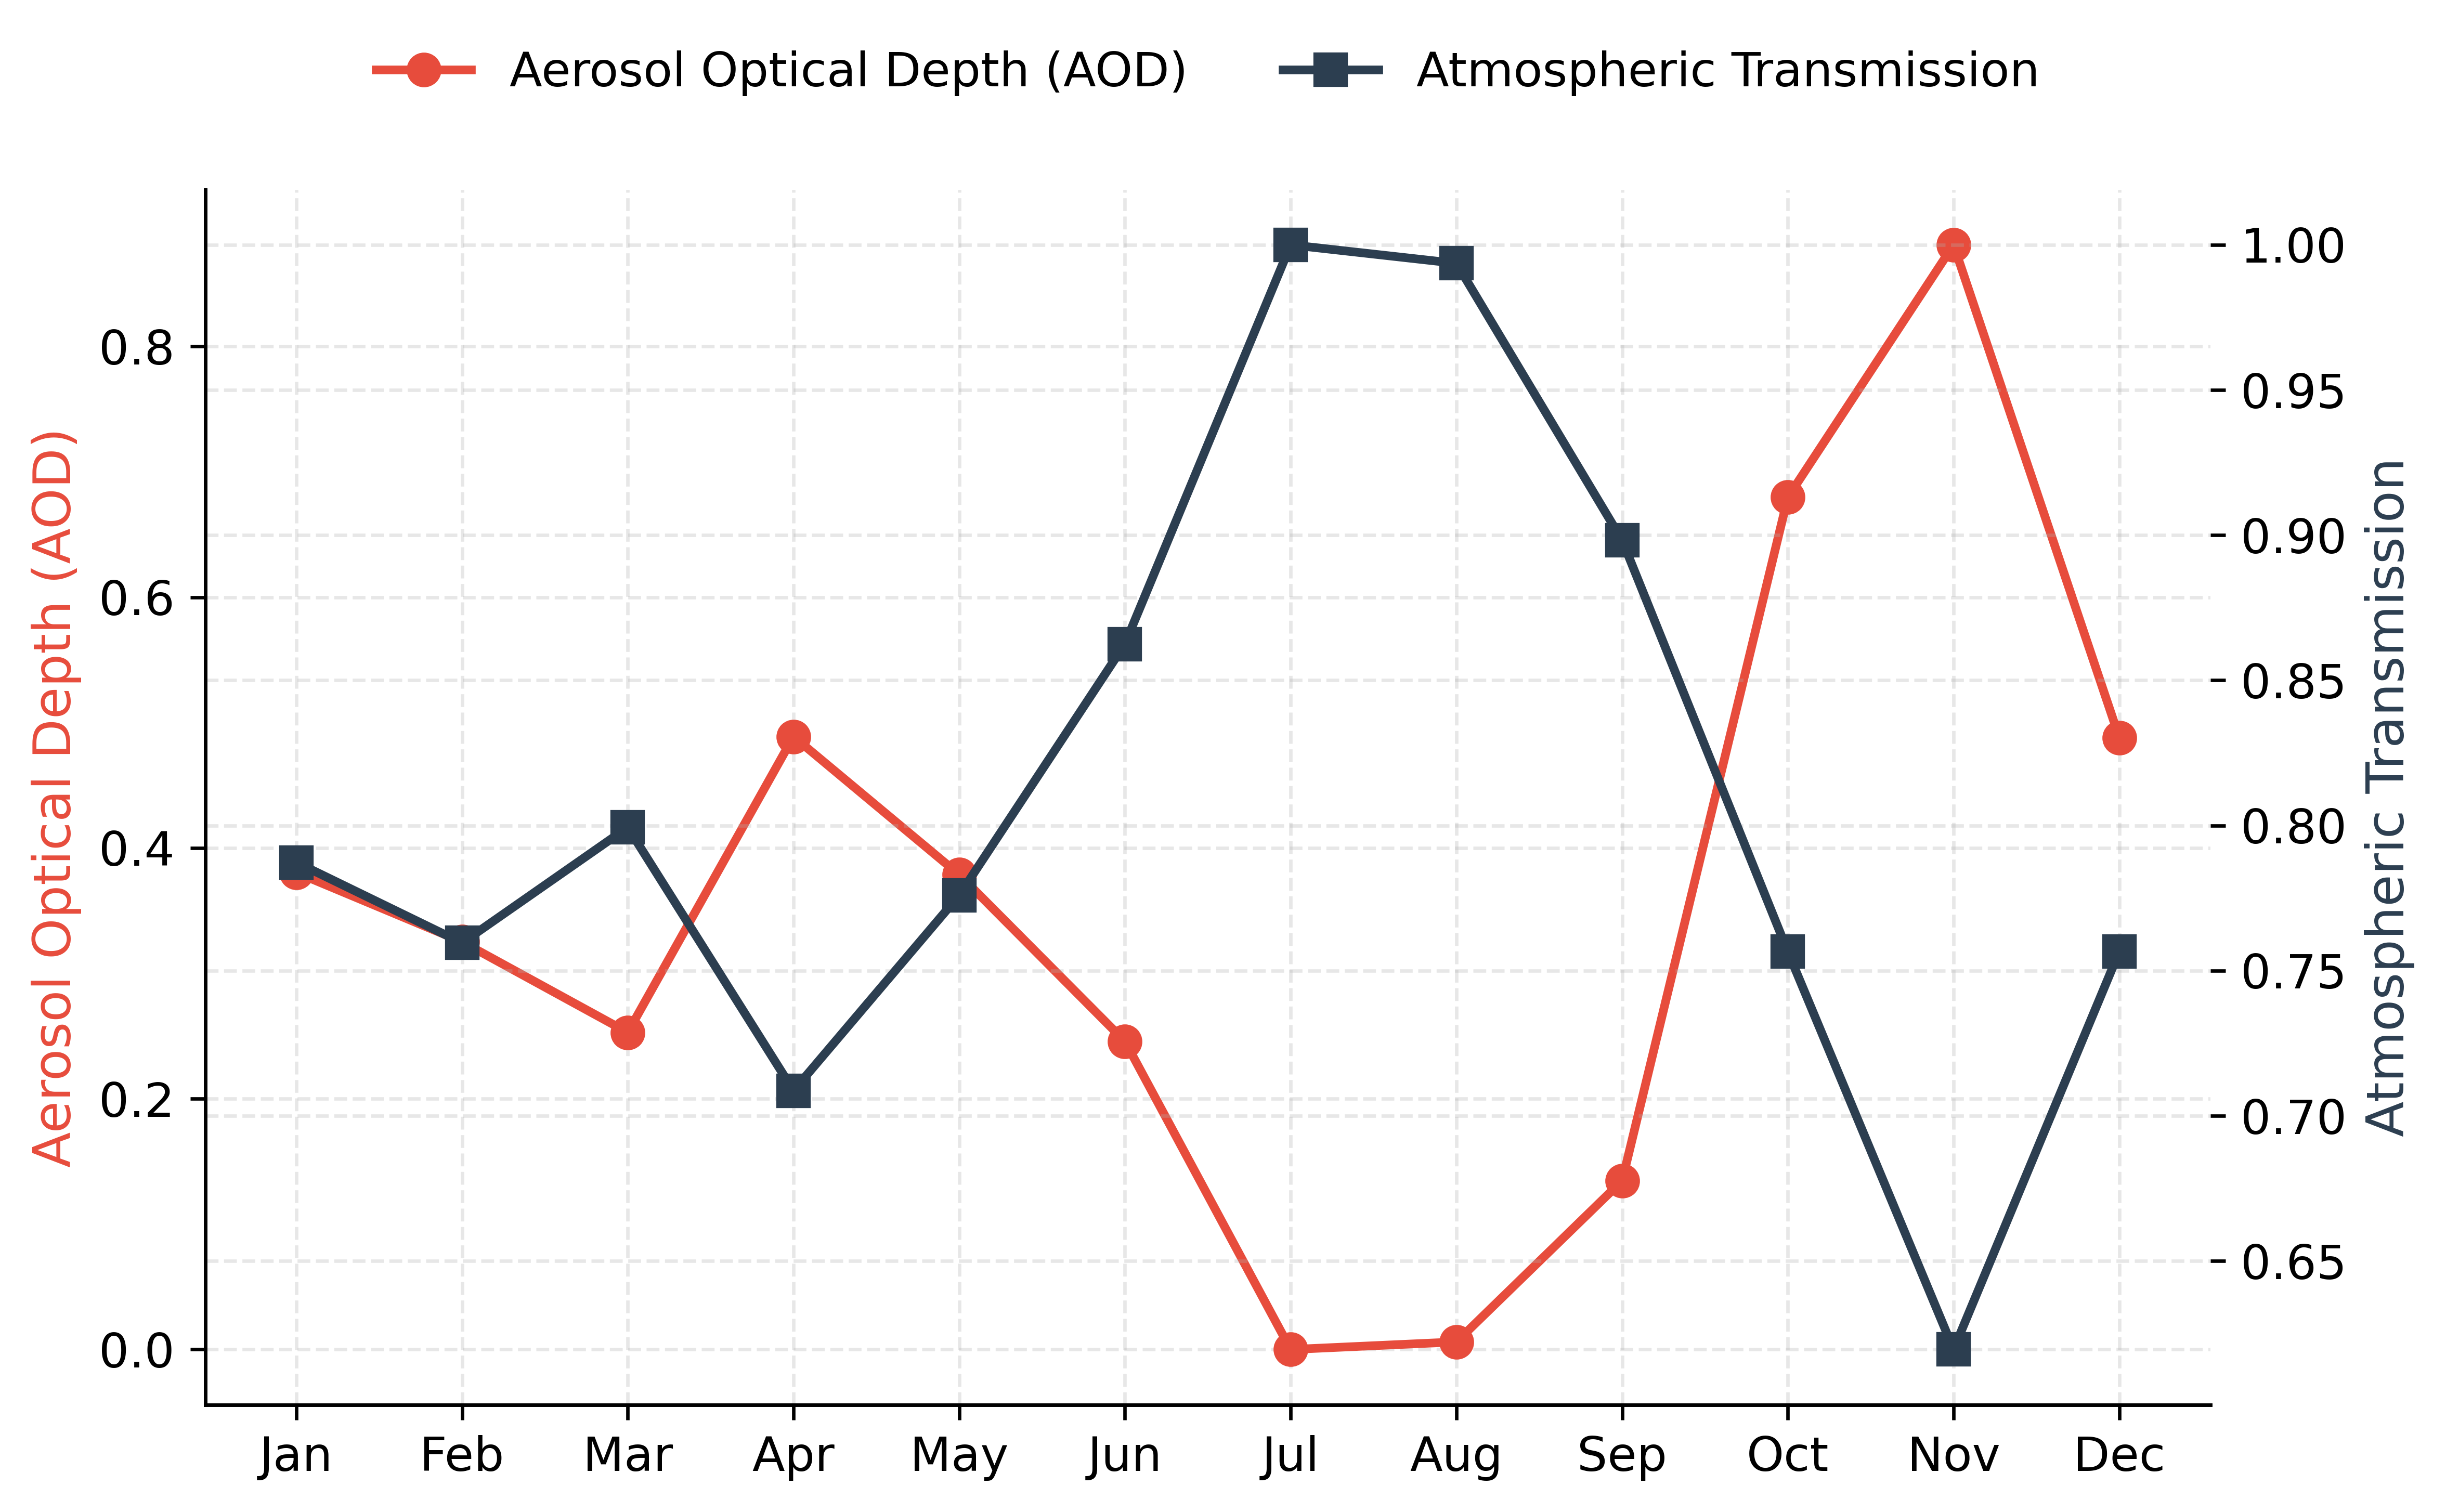 Aerosol Optical Depth (AOD)
Atmospheric Transmission
Aerosol Optical Depth (AOD)
0.8
0.6
0.4
0.2
0.0
1.00
0.95
0.90
0.85
0.80
0.75
0.70
0.65
Atmospheric Transmission
Jan Feb Mar Apr May Jun Jul Aug Sep Oct Nov Dec